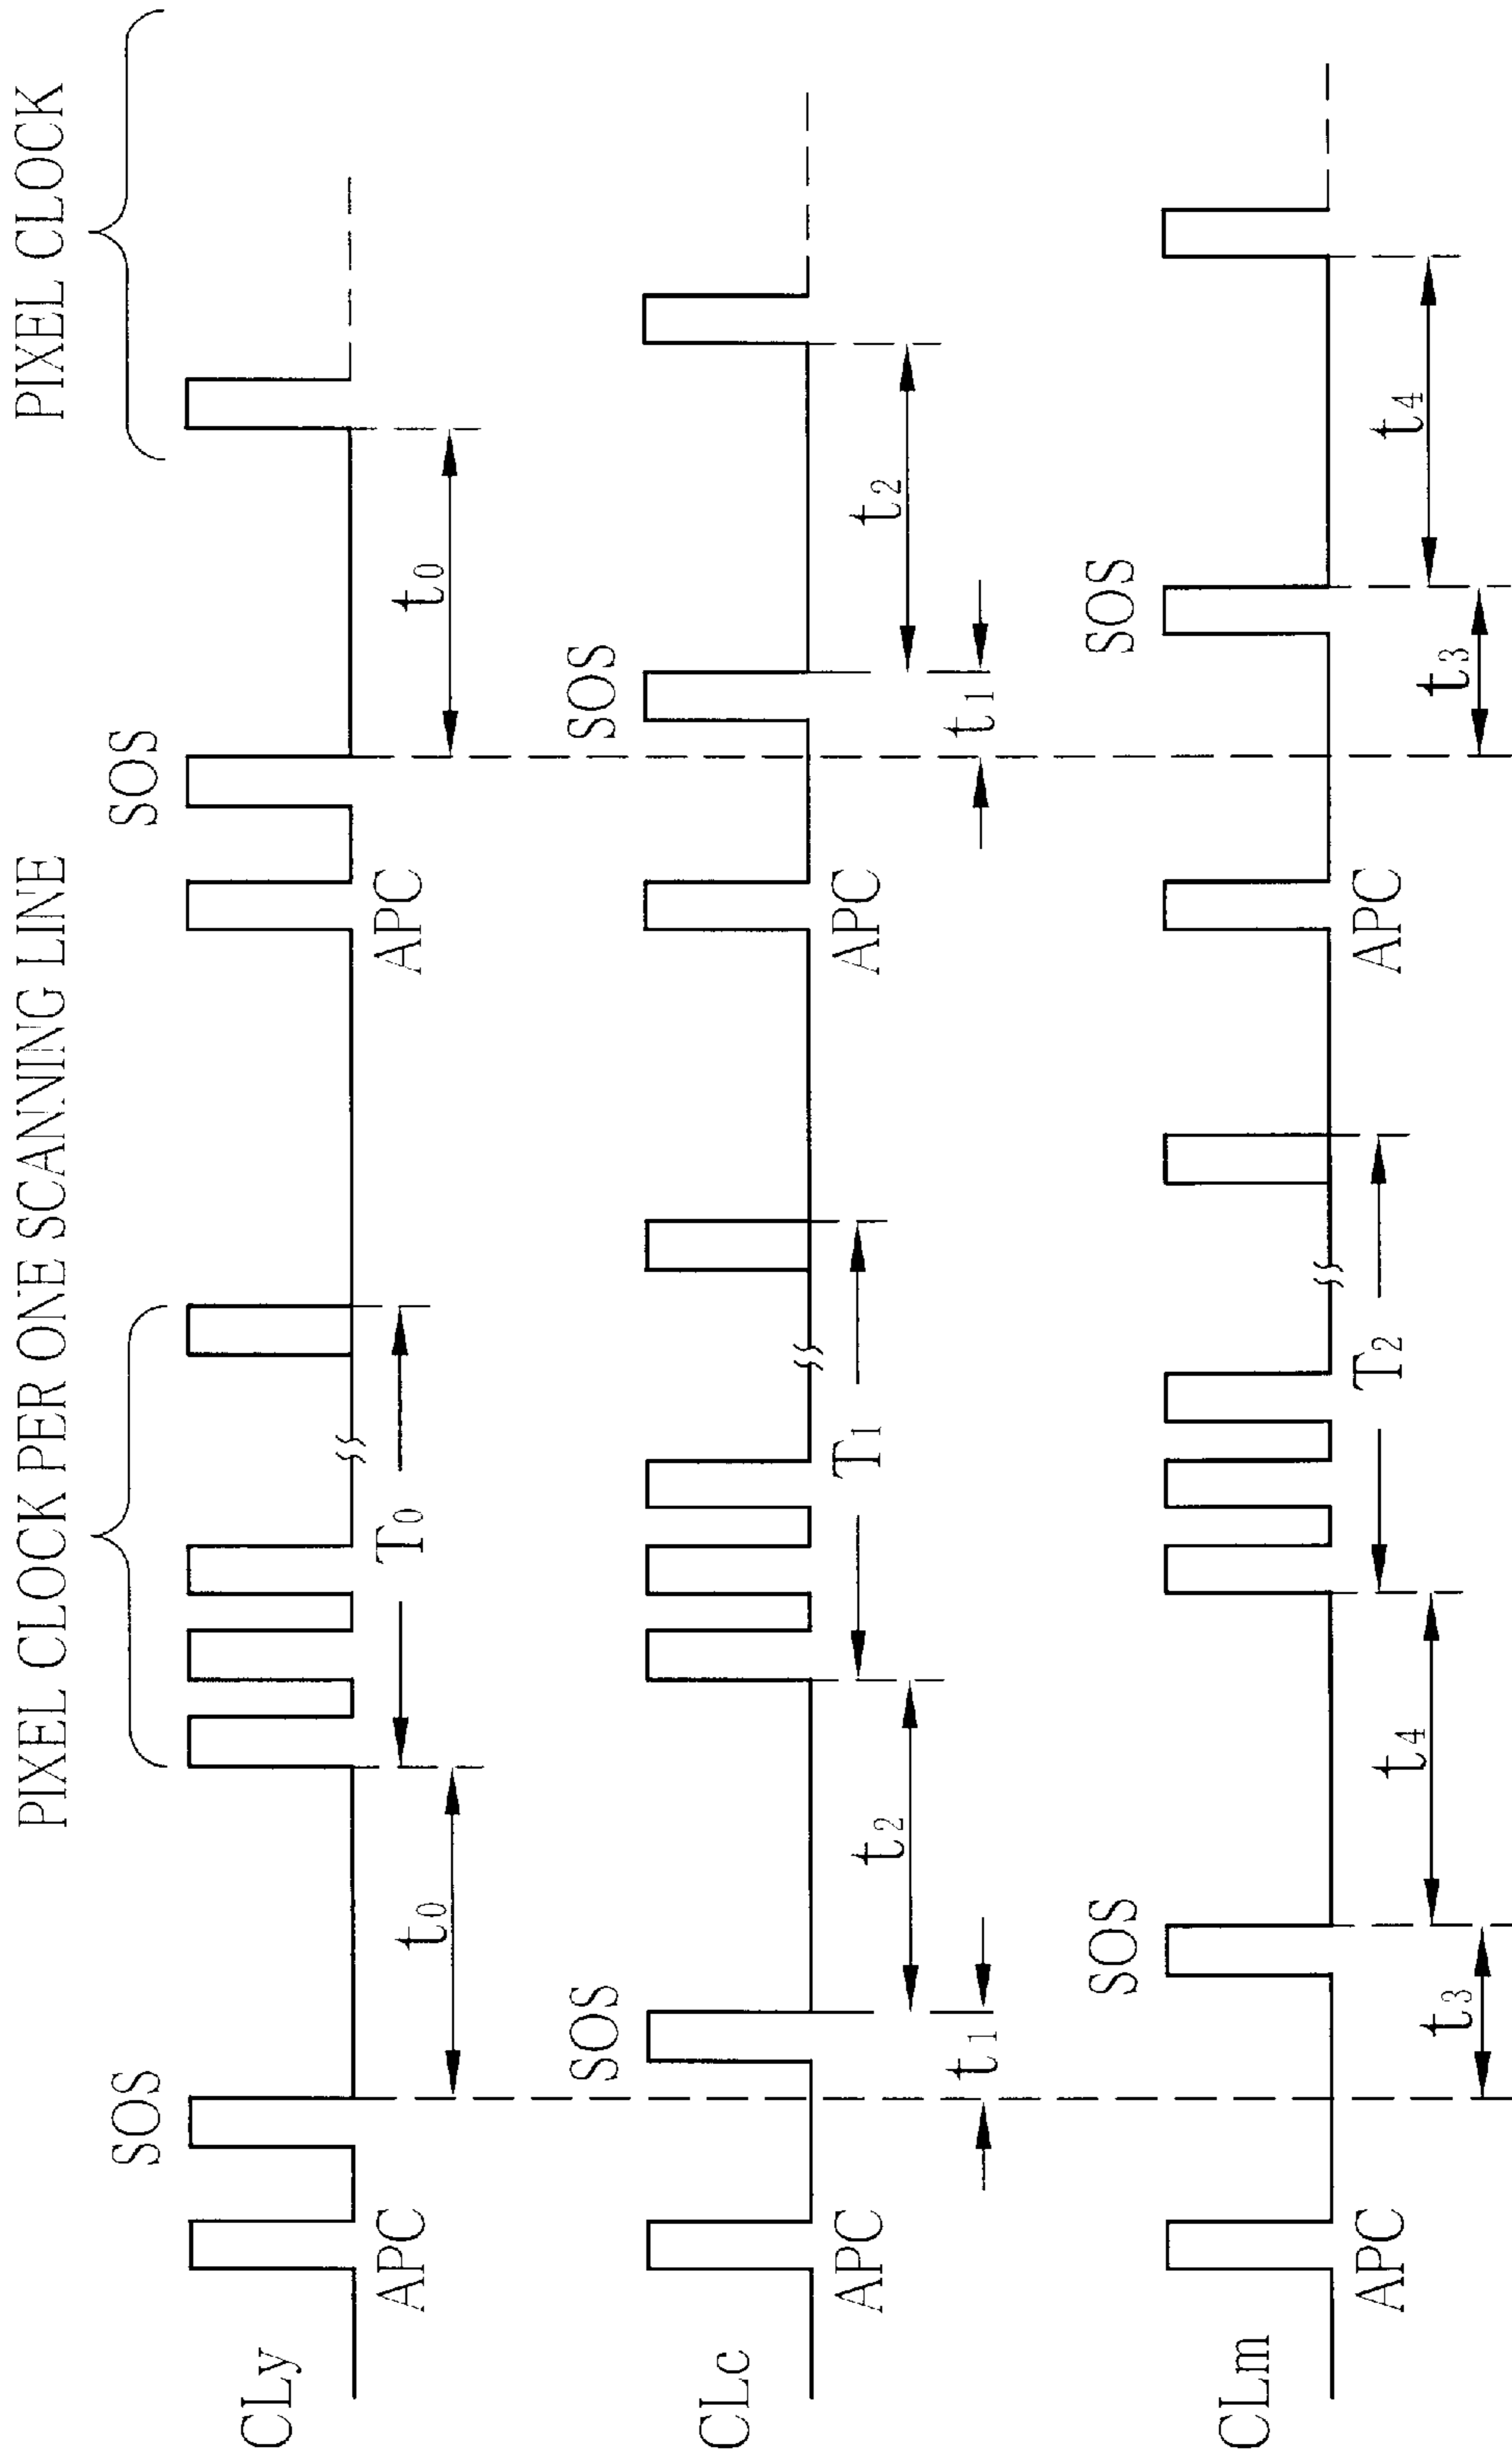 PIXEL CLOCK PER ONE SCANNING LINE
PIXEL CLOCK
CLy
APC
SOS
t0
T0
APC
SOS
t0
CLc
APC
SOS
t1
t2
T1
APC
SOS
t1
t2
CLm
APC
SOS
t3
t4
T2
APC
SOS
t3
t4